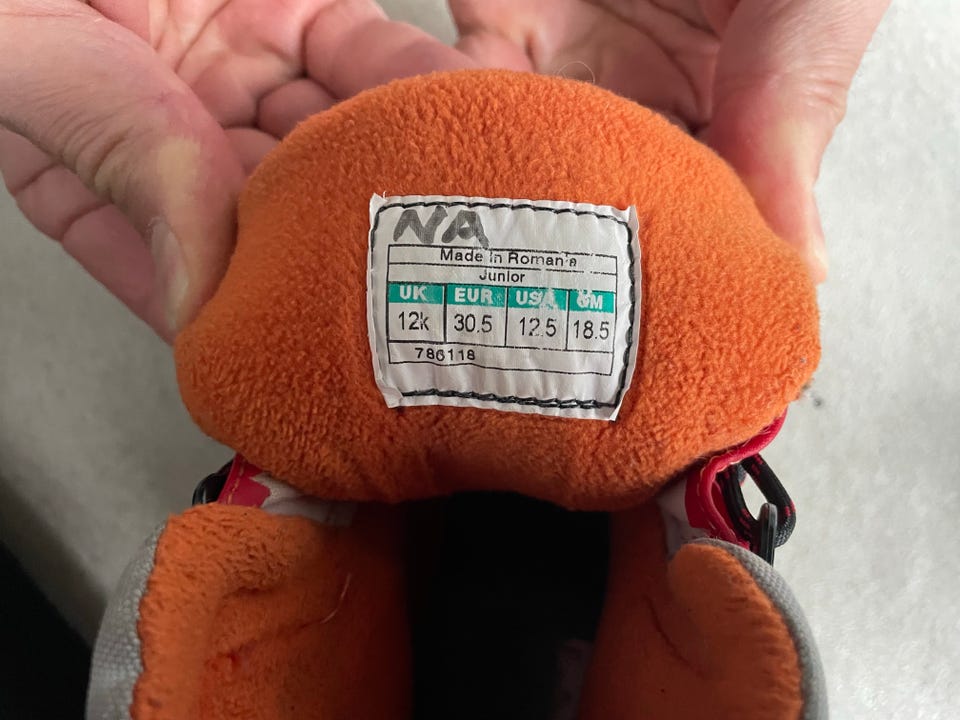 NA
Made in Romania
Junior
UK EUR USA CM
12k 30.5 12.5 18.5
786118